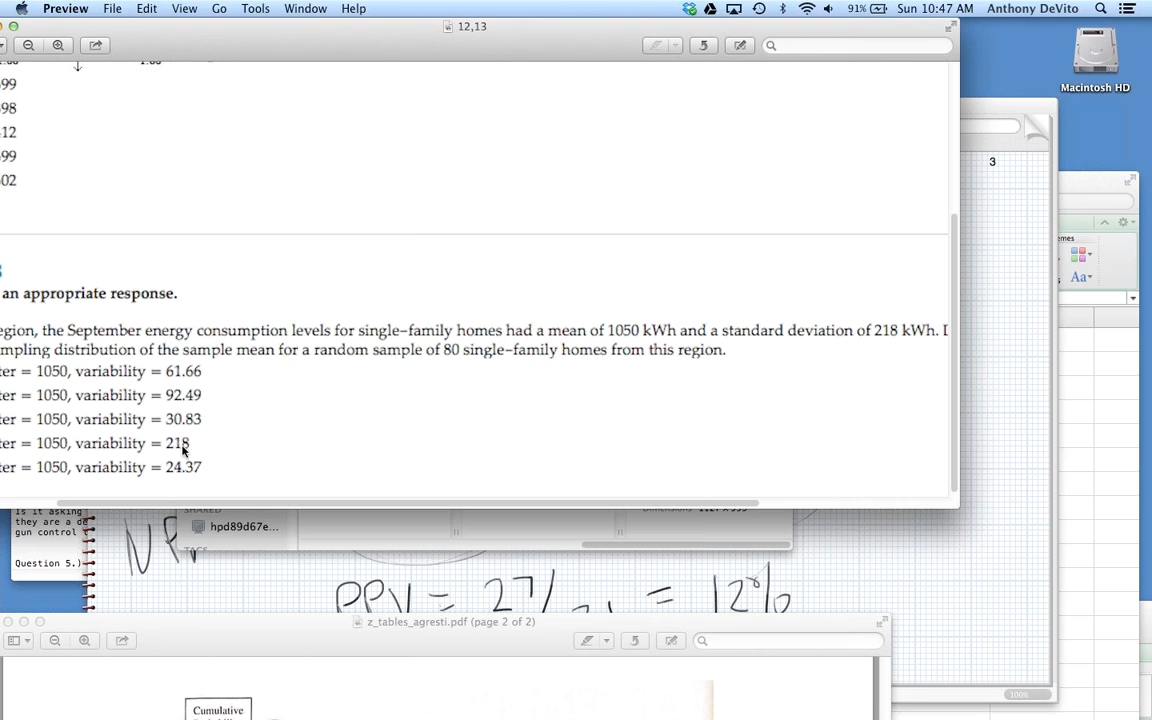 Preview File Edit View Go Tools Window Help 91% Sun 10:47 AM Anthony DeVito
12,13
Macintosh HD
99
98
12
99
02
3
an appropriate response.
egion, the September energy consumption levels for single-family homes had a mean of 1050 kWh and a standard deviation of 218 kWh.
mpling distribution of the sample mean for a random sample of 80 single-family homes from this region.
ter = 1050, variability = 61.66
ter = 1050, variability = 92.49
ter = 1050, variability = 30.83
ter = 1050, variability = 218
ter = 1050, variability = 24.37
emes
Aa
Is it asking
they are a de
gun control
Question 5.)
SHARED
hpd89d67e...
TAGS
PPV = 27% = 12%
z_tables_agresti.pdf (page 2 of 2)
100%
Cumulative